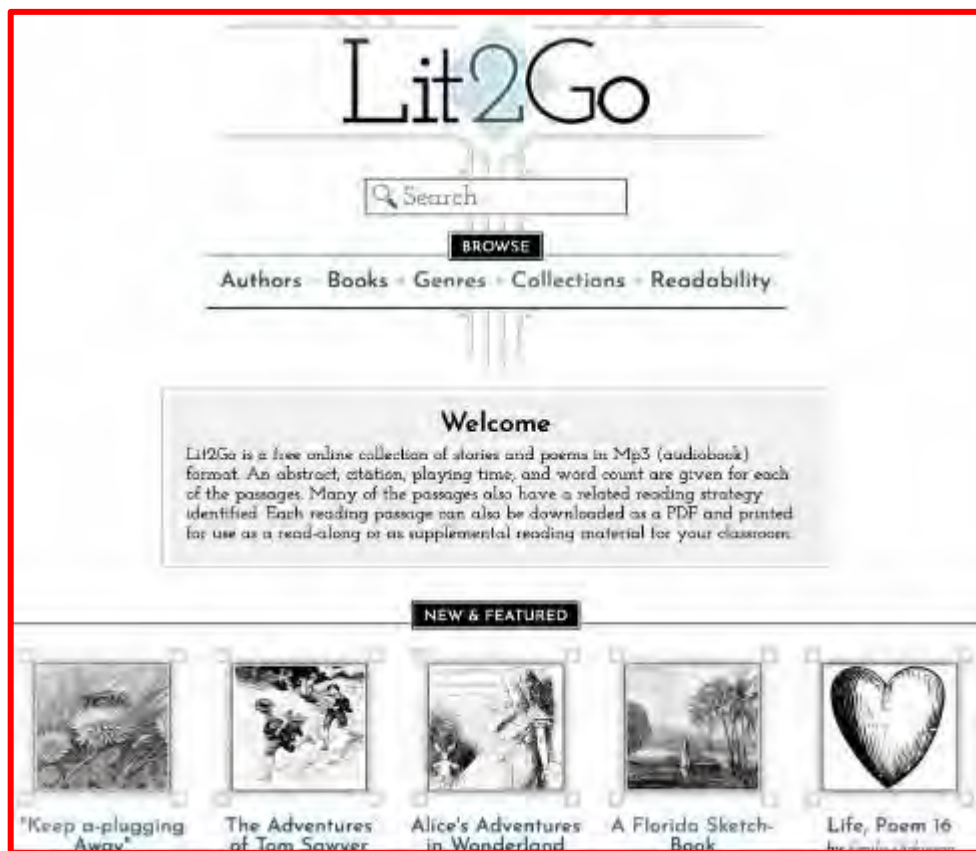 Lit2Go
Search
BROWSE
Authors Books Genres Collections Readability
Welcome
Lit2Go is a free online collection of stories and poems in Mp3 (audiobook)
format. An abstract, citation, playing time, and word count are given for each
of the passages. Many of the passages also have a related reading strategy
identified. Each reading passage can also be downloaded as a PDF and printed
for use as a read-along or as supplemental reading material for your classroom.
NEW & FEATURED
"Keep a-plugging
Away"
The Adventures
of Tom Sawyer
Alice's Adventures
in Wonderland
A Florida Sketch-
Book
Life, Poem 16
by Emily Dickinson